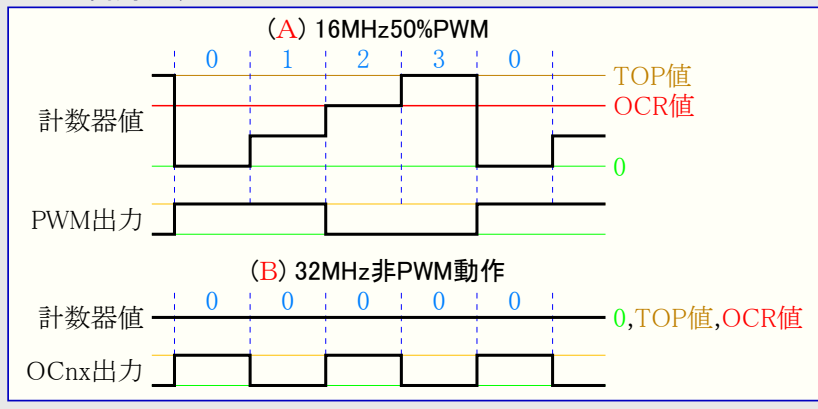 (A) 16MHz50%PWM
0 1 2 3 0
TOP値
OCR値
計数器値
0
PWM出力
(B) 32MHz非PWM動作
0 0 0 0 0
計数器値
0,TOP値,OCR値
OCnx出力